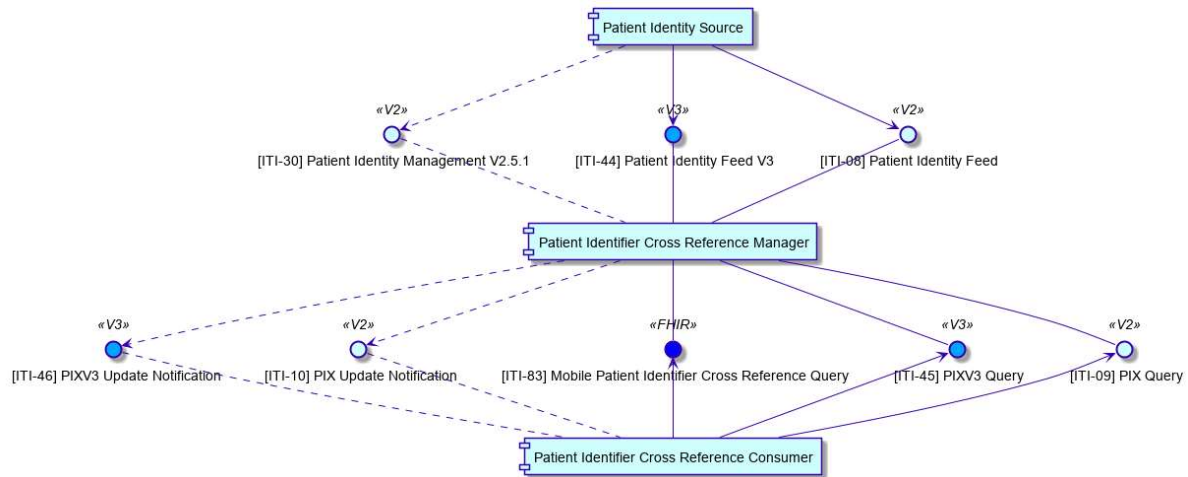 Patient Identity Source
«V2»
«V3»
«V2»
[ITI-30] Patient Identity Management V2.5.1
[ITI-44] Patient Identity Feed V3
[ITI-08] Patient Identity Feed
Patient Identifier Cross Reference Manager
«V3»
«V2»
«FHIR»
«V3»
«V2»
[ITI-46] PIXV3 Update Notification
[ITI-10] PIX Update Notification
[ITI-83] Mobile Patient Identifier Cross Reference Query
[ITI-45] PIXV3 Query
[ITI-09] PIX Query
Patient Identifier Cross Reference Consumer